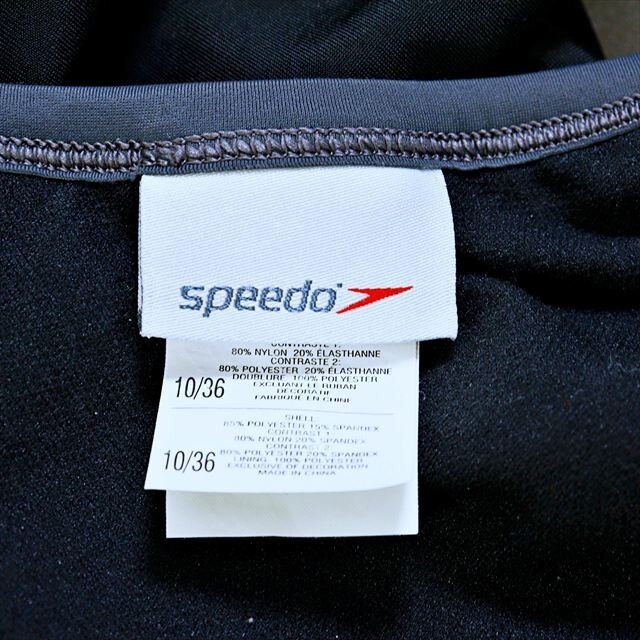 speedo
CONTRASTE 1:
80% NYLON 20% ÉLASTHANNE
CONTRASTE 2:
80% POLYESTER 20% ÉLASTHANNE
DOUBLURE 100% POLYESTER
EXCLUANT LE RUBAN
DÉCORATIF
FABRIQUÉ EN CHINE
10/36
SHELL
85% POLYESTER 15% SPANDEX
CONTRAST 1
80% NYLON 20% SPANDEX
CONTRAST 2
80% POLYESTER 20% SPANDEX
LINING 100% POLYESTER
EXCLUSIVE OF DECORATION
MADE IN CHINA
10/36